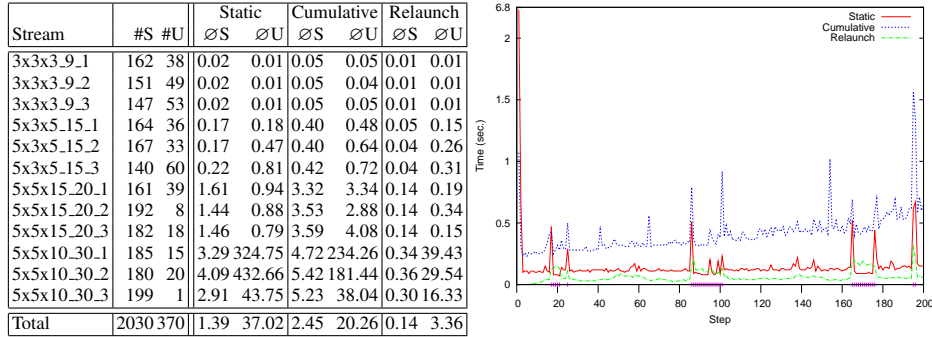 Static Cumulative Relaunch
Stream #S #U ∅S ∅U ∅S ∅U ∅S ∅U
3x3x3_9_1 162 38 0.02 0.01 0.05 0.05 0.01 0.01
3x3x3_9_2 151 49 0.02 0.01 0.05 0.04 0.01 0.01
3x3x3_9_3 147 53 0.02 0.01 0.05 0.05 0.01 0.01
5x3x5_15_1 164 36 0.17 0.18 0.40 0.48 0.05 0.15
5x3x5_15_2 167 33 0.17 0.47 0.40 0.64 0.04 0.26
5x3x5_15_3 140 60 0.22 0.81 0.42 0.72 0.04 0.31
5x5x15_20_1 161 39 1.61 0.94 3.32 3.34 0.14 0.19
5x5x15_20_2 192 8 1.44 0.88 3.53 2.88 0.14 0.34
5x5x15_20_3 182 18 1.46 0.79 3.59 4.08 0.14 0.15
5x5x10_30_1 185 15 3.29 324.75 4.72 234.26 0.34 39.43
5x5x10_30_2 180 20 4.09 432.66 5.42 181.44 0.36 29.54
5x5x10_30_3 199 1 2.91 43.75 5.23 38.04 0.30 16.33
Total 2030 370 1.39 37.02 2.45 20.26 0.14 3.36
6.8
2
1.5
1
0.5
0
Time (sec.)
Static
Cumulative
Relaunch
0 20 40 60 80 100 120 140 160 180 200
Step